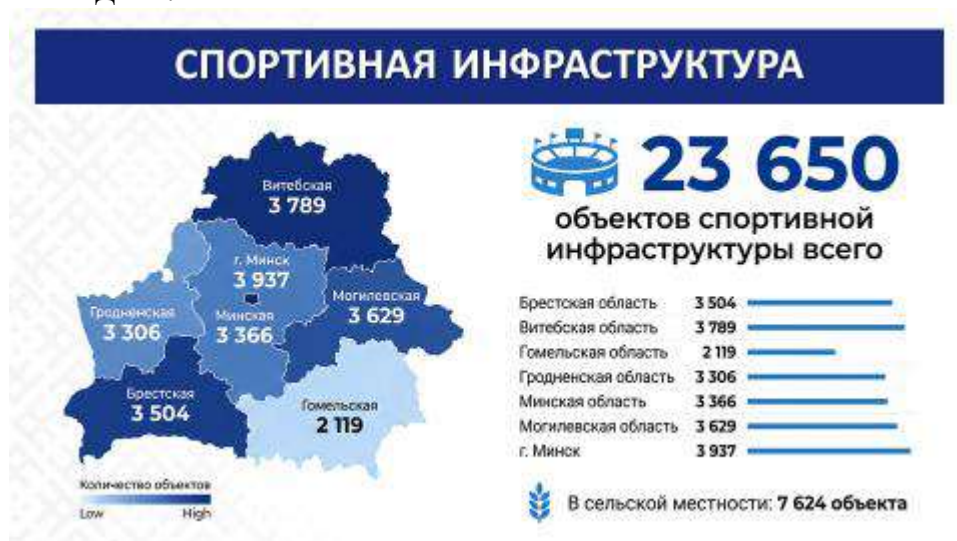 СПОРТИВНАЯ ИНФРАСТРУКТУРА
Витебская
3 789
г. Минск
3 937
Могилевская
3 629
Гродненская
3 306
Минская
3 366
Брестская
3 504
Гомельская
2 119
Количество объектов
Low High
23 650
объектов спортивной
инфраструктуры всего
Брестская область 3 504
Витебская область 3 789
Гомельская область 2 119
Гродненская область 3 306
Минская область 3 366
Могилевская область 3 629
г. Минск 3 937
В сельской местности: 7 624 объекта